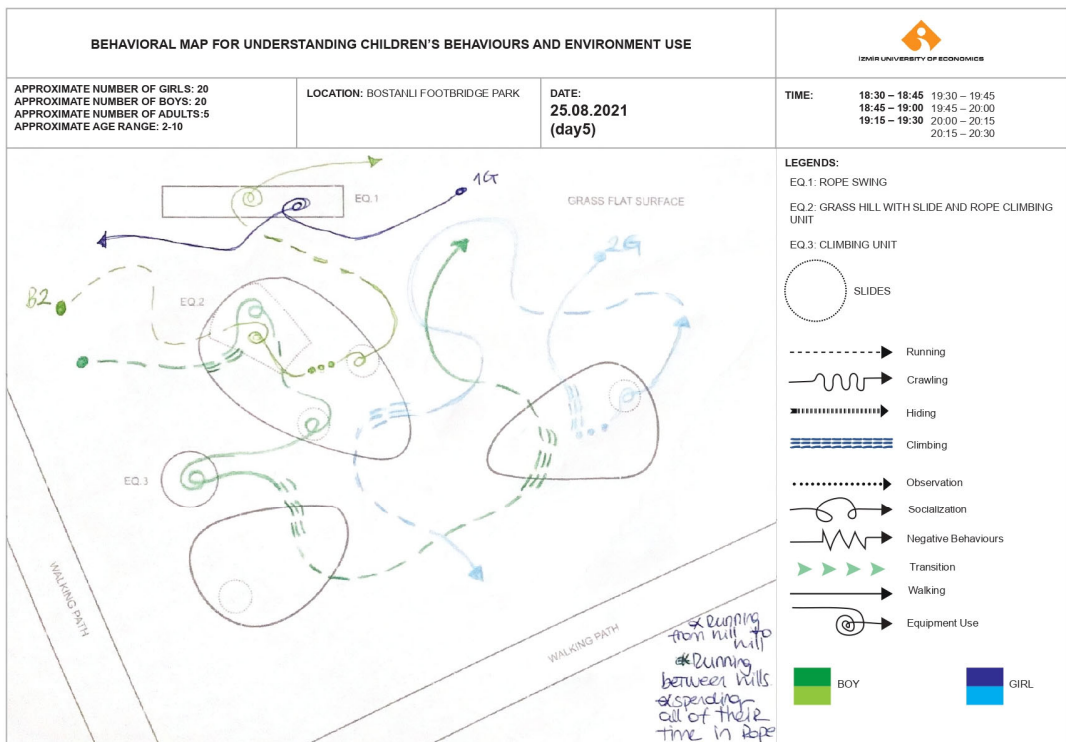 BEHAVIORAL MAP FOR UNDERSTANDING CHILDREN'S BEHAVIOURS AND ENVIRONMENT USE
İZMİR UNIVERSITY OF ECONOMICS
APPROXIMATE NUMBER OF GIRLS: 20
APPROXIMATE NUMBER OF BOYS: 20
APPROXIMATE NUMBER OF ADULTS:5
APPROXIMATE AGE RANGE: 2-10
LOCATION: BOSTANLI FOOTBRIDGE PARK
DATE:
25.08.2021
(day5)
TIME:
18:30 – 18:45 19:30 – 19:45
18:45 – 19:00 19:45 – 20:00
19:15 – 19:30 20:00 – 20:15
20:15 – 20:30
1G
EQ.1
GRASS FLAT SURFACE
2G
B2
EQ.2
EQ.3
WALKING PATH
WALKING PATH
*Running
from hill to
hill
*Running
between hills.
*spending
all of their
time in Rope
LEGENDS:
EQ.1: ROPE SWING
EQ.2: GRASS HILL WITH SLIDE AND ROPE CLIMBING
UNIT
EQ.3: CLIMBING UNIT
SLIDES
Running
Crawling
Hiding
Climbing
Observation
Socialization
Negative Behaviours
Transition
Walking
Equipment Use
BOY
GIRL